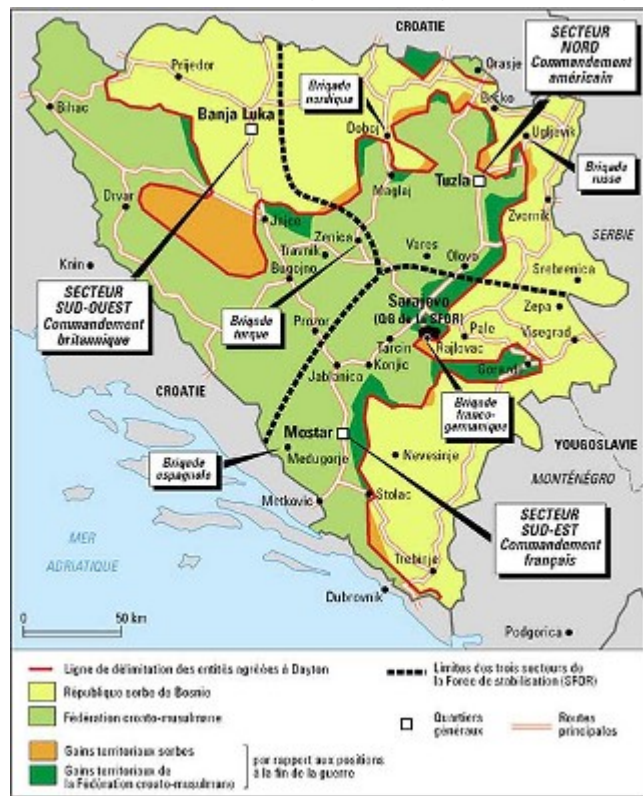 CROATIE
SECTEUR
NORD
Commandement
américain
Orasje
Prijedor
Brigade
nordique
Brcko
Bihac
Banja Luka
Doboj
Ugljevik
Brigade
russe
Maglaj
Tuzla
Drvar
Jajce
Zvornik
Zenica
SERBIE
Travnik
Vares
Olovo
Knin
Bugojno
Srebrenica
SECTEUR
SUD-OUEST
Commandement
britannique
Brigade
turque
Sarajevo
(QG de la SFOR)
Zepa
Prozor
Pale
Visegrad
Tarcin
Rajlovac
CROATIE
Jablanica
Konjic
Gorazde
Brigade
franco-
germanique
Mostar
YOUGOSLAVIE
Brigade
espagnole
Medugorje
Nevesinje
MONTÉNÉGRO
Metkovic
Stolac
SECTEUR
SUD-EST
Commandement
français
MER
ADRIATIQUE
Trebinje
0 50 km
Dubrovnik
Podgorica
Ligne de délimitation des entités agréées à Dayton
République serbe de Bosnie
Fédération croato-musulmane
Gains territoriaux serbes
Gains territoriaux de
la Fédération croato-musulmane
par rapport aux positions
à la fin de la guerre
Limites des trois secteurs de
la Force de stabilisation (SFOR)
Quartiers
généraux
Routes
principales